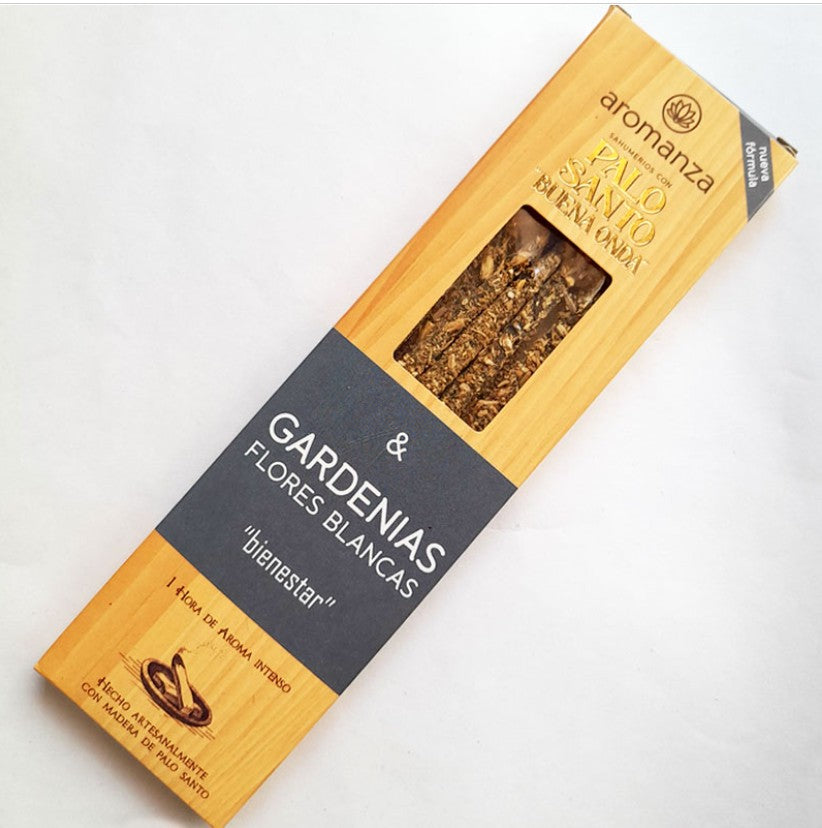 aromanza
SAHUMERIOS CON
PALO
SANTO
"BUENA ONDA"
nueva
fórmula
&
GARDENIAS
FLORES BLANCAS
"bienestar"
1 HORA DE AROMA INTENSO
HECHO ARTESANALMENTE
CON MADERA DE PALO SANTO